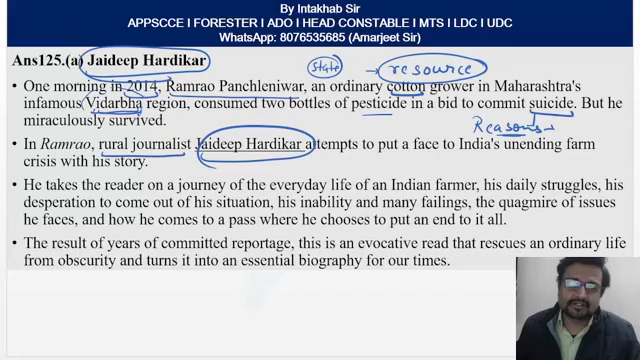 By Intakhab Sir
APPSCCE I FORESTER I ADO I HEAD CONSTABLE I MTS I LDC I UDC
WhatsApp: 8076535685 (Amarjeet Sir)
Ans125.(a) Jaideep Hardikar
State
resource
• One morning in 2014, Ramrao Panchleniwar, an ordinary cotton grower in Maharashtra's
infamous Vidarbha region, consumed two bottles of pesticide in a bid to commit suicide. But he
miraculously survived.
Reasons
• In Ramrao, rural journalist Jaideep Hardikar attempts to put a face to India's unending farm
crisis with his story.
• He takes the reader on a journey of the everyday life of an Indian farmer, his daily struggles, his
desperation to come out of his situation, his inability and many failings, the quagmire of issues
he faces, and how he comes to a pass where he chooses to put an end to it all.
• The result of years of committed reportage, this is an evocative read that rescues an ordinary life
from obscurity and turns it into an essential biography for our times.